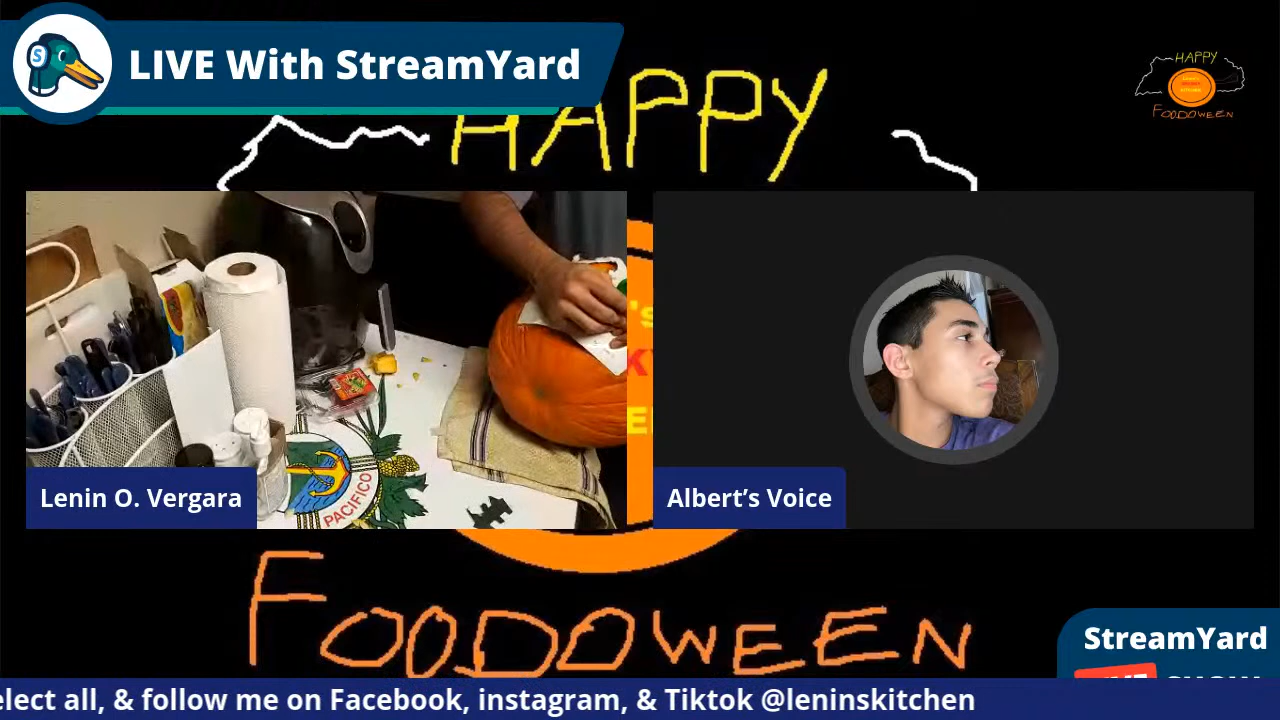 LIVE With StreamYard
S
HAPPY
HAPPY
FOODOWEEN
's
PACIFICO
Lenin O. Vergara
Albert’s Voice
FOODOWEEN
StreamYard
elect all, & follow me on Facebook, instagram, & Tiktok @leninskitchen